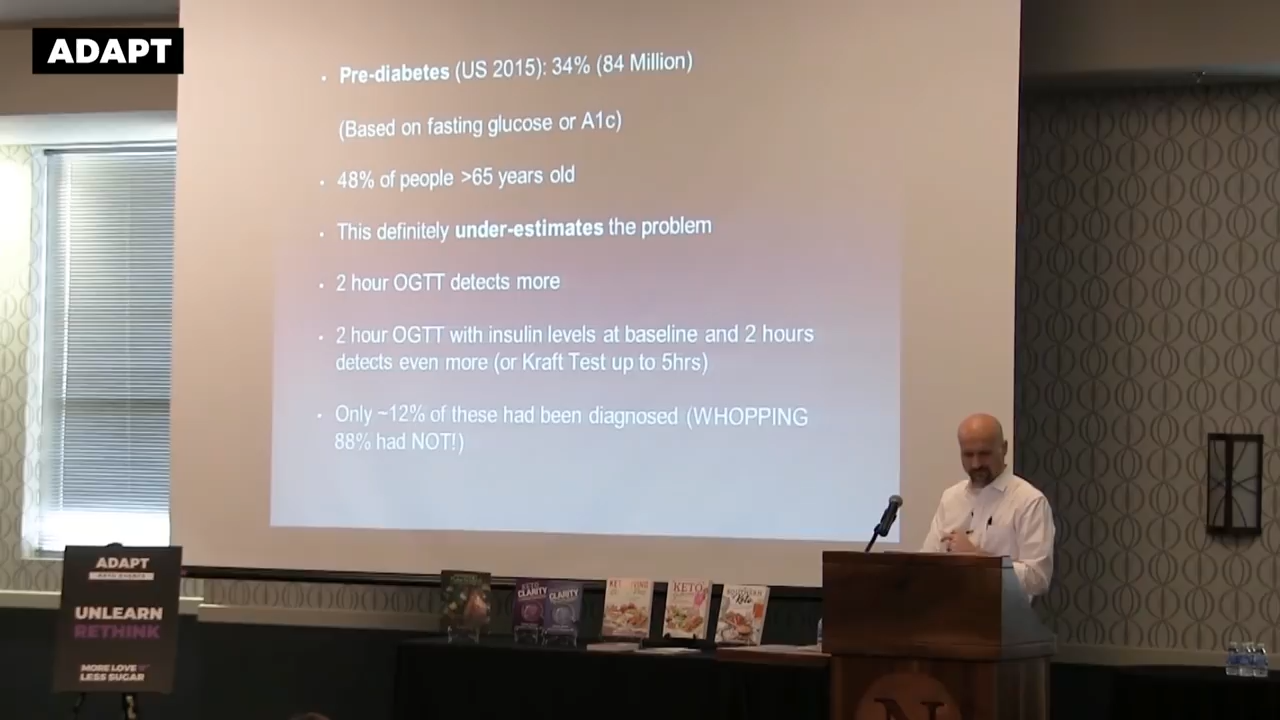 ADAPT
• Pre-diabetes (US 2015): 34% (84 Million)
(Based on fasting glucose or A1c)
• 48% of people >65 years old
• This definitely under-estimates the problem
• 2 hour OGTT detects more
• 2 hour OGTT with insulin levels at baseline and 2 hours
detects even more (or Kraft Test up to 5hrs)
• Only ~12% of these had been diagnosed (WHOPPING
88% had NOT!)
ADAPT
UNLEARN
RETHINK
MORE LOVE
LESS SUGAR
KETO
CLARITY
CLARITY
KETO
Keto
N